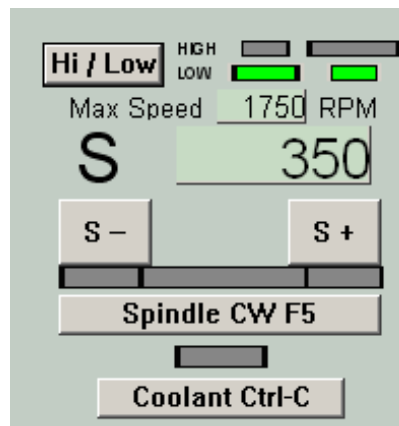 Hi / Low HIGH
LOW
Max Speed 1750 RPM
S 350
S – S +
Spindle CW F5
Coolant Ctrl-C